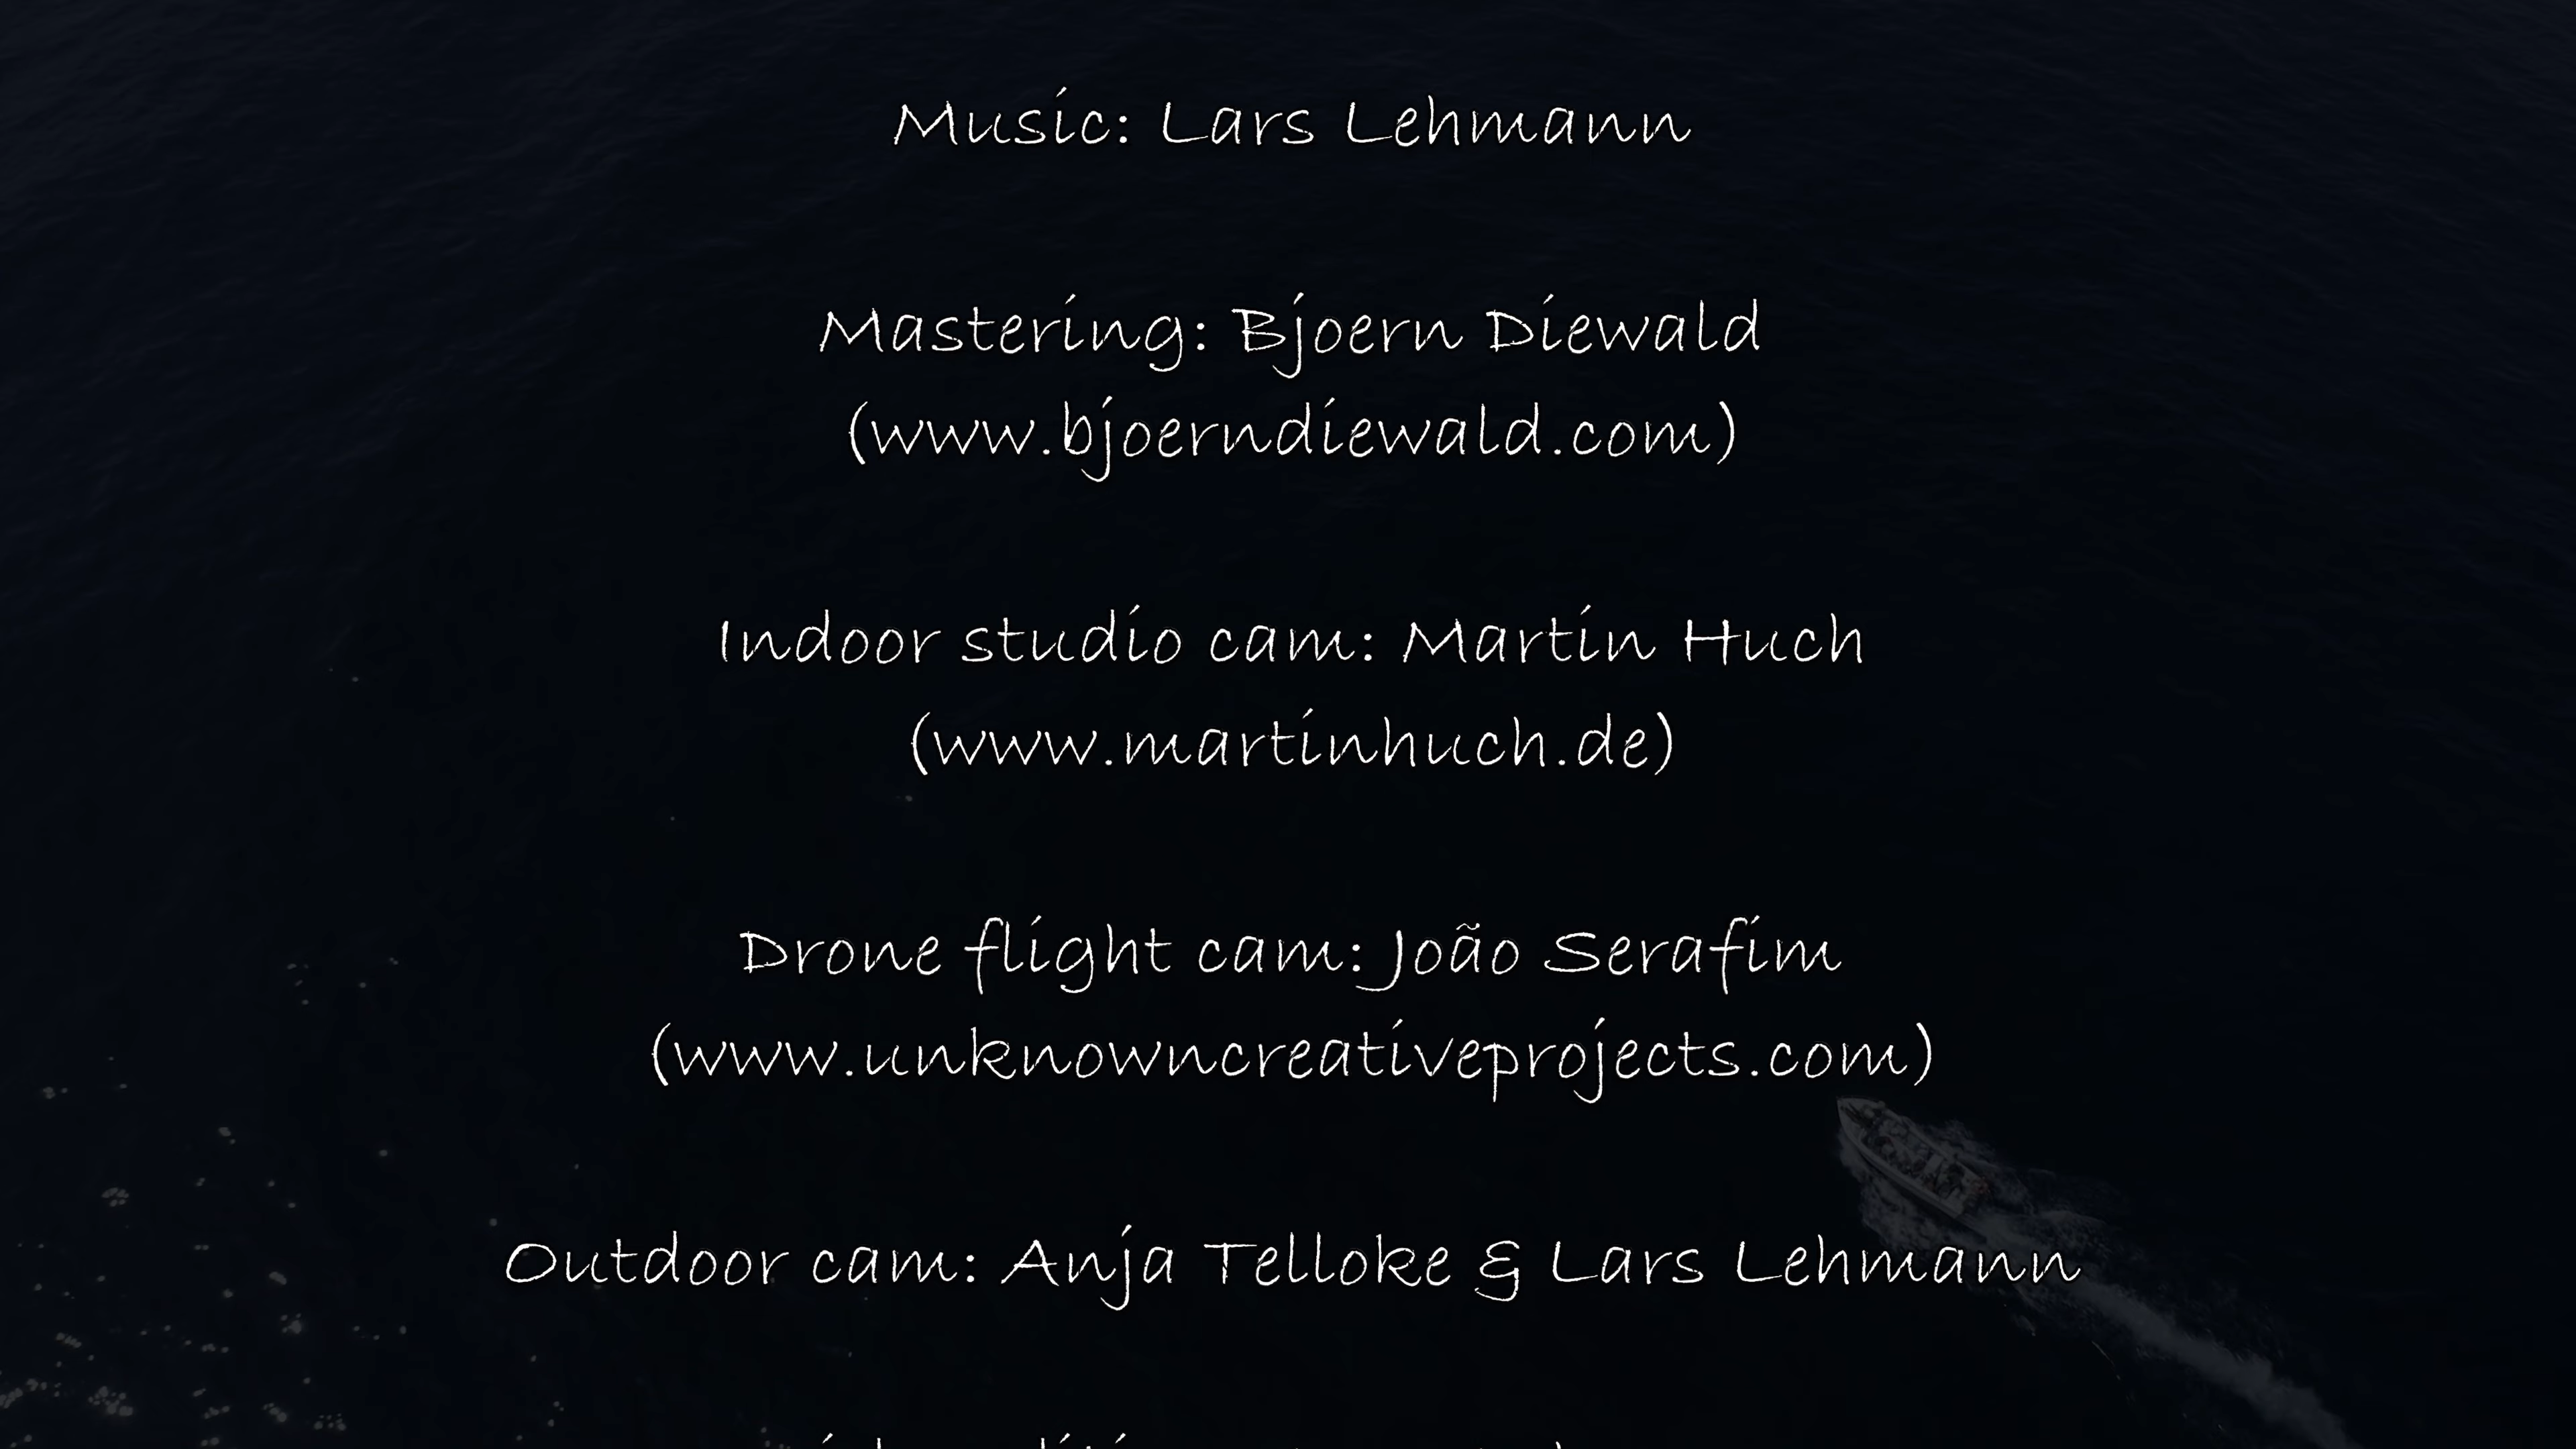 Music: Lars Lehmann
Mastering: Bjoern Diewald
(www.bjoerndiewald.com)
Indoor studio cam: Martin Huch
(www.martinhuch.de)
Drone flight cam: João Serafim
(www.unknowncreativeprojects.com)
Outdoor cam: Anja Telloke & Lars Lehmann